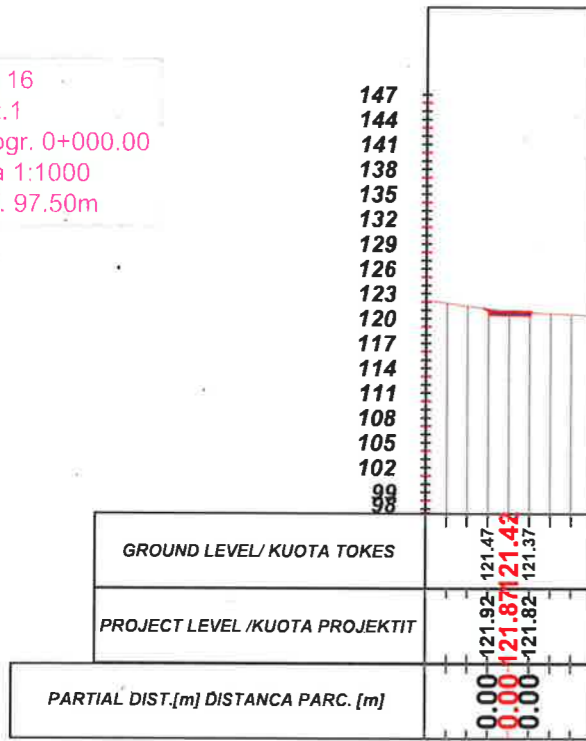 16
.1
ogr. 0+000.00
a 1:1000
. 97.50m
147
144
141
138
135
132
129
126
123
120
117
114
111
108
105
102
99
98
GROUND LEVEL/ KUOTA TOKES
121.47 121.42 121.37
PROJECT LEVEL /KUOTA PROJEKTIT
121.92 121.87 121.82
PARTIAL DIST.[m] DISTANCA PARC. [m]
0.00 0.00 0.00